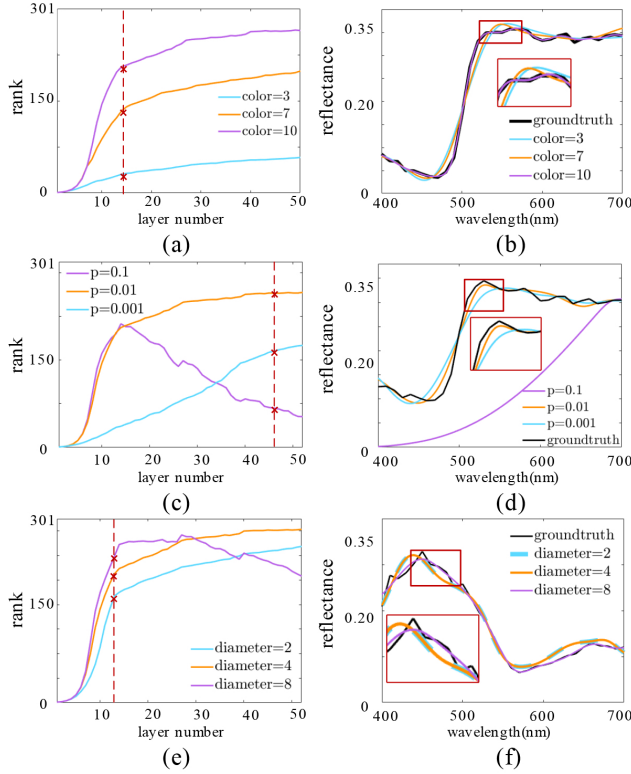 301
rank
150
0
color=3
color=7
color=10
10 20 30 40 50
layer number
(a)
0.35
reflectance
0.20
0
groundtruth
color=3
color=7
color=10
400 500 600 700
wavelength(nm)
(b)
301
rank
150
0
p=0.1
p=0.01
p=0.001
10 20 30 40 50
layer number
(c)
0.35
reflectance
0.20
0
p=0.1
p=0.01
p=0.001
groundtruth
400 500 600 700
wavelength(nm)
(d)
301
rank
150
0
diameter=2
diameter=4
diameter=8
10 20 30 40 50
layer number
(e)
0.35
reflectance
0.20
0
groundtruth
diameter=2
diameter=4
diameter=8
400 500 600 700
wavelength(nm)
(f)